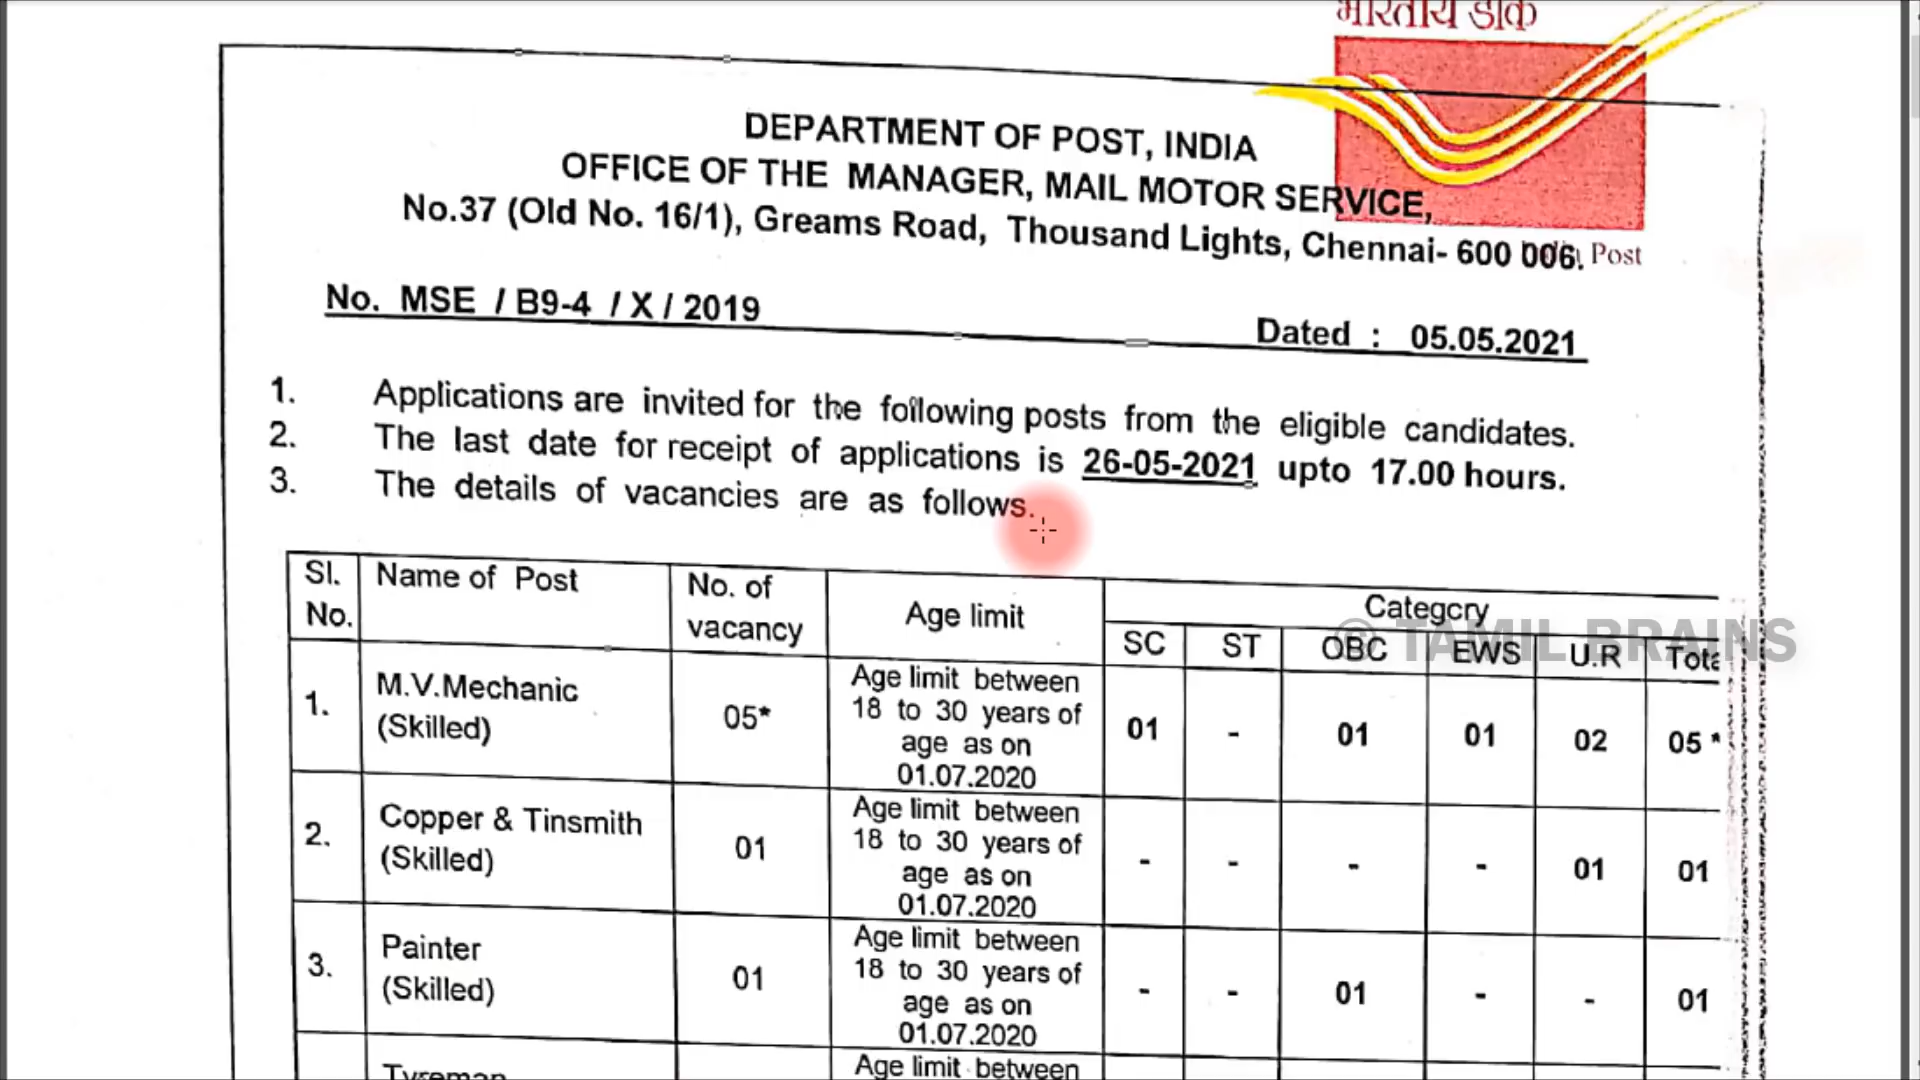 भारतीय डाक
DEPARTMENT OF POST, INDIA
OFFICE OF THE MANAGER, MAIL MOTOR SERVICE,
No.37 (Old No. 16/1), Greams Road, Thousand Lights, Chennai- 600 006.
Post
No. MSE / B9-4 / X / 2019
Dated : 05.05.2021
1. Applications are invited for the following posts from the eligible candidates.
2. The last date for receipt of applications is 26-05-2021 upto 17.00 hours.
3. The details of vacancies are as follows.
Sl. No. Name of Post No. of vacancy Age limit Category
SC ST OBC EWS U.R Tota
© TAMIL BRAINS
1. M.V.Mechanic (Skilled) 05* Age limit between 18 to 30 years of age as on 01.07.2020 01 - 01 01 02 05 *
2. Copper & Tinsmith (Skilled) 01 Age limit between 18 to 30 years of age as on 01.07.2020 - - - - 01 01
3. Painter (Skilled) 01 Age limit between 18 to 30 years of age as on 01.07.2020 - - 01 - - 01
Tyreman Age limit between